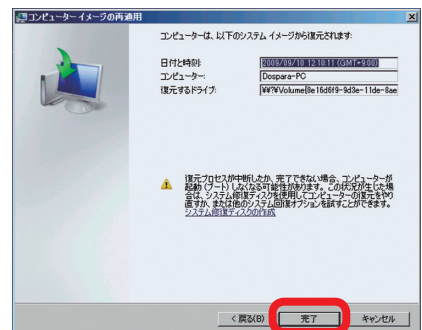 コンピューター イメージの再適用
コンピューターは、以下のシステム イメージから復元されます:
日付と時刻: 2009/09/10 12:10:11 (GMT+9:00)
コンピューター: Dospara-PC
復元するドライブ: ¥¥?¥Volume{8e16d6f9-9d3e-11de-8ae
復元プロセスが中断したか、完了できない場合、コンピューターが
起動 (ブート) しなくなる可能性があります。この状況が生じた場
合は、システム修復ディスクを使用してコンピューターの復元をやり
直すか、または他のシステム回復オプションを試すことができます。
システム修復ディスクの作成
< 戻る(B) 完了 キャンセル